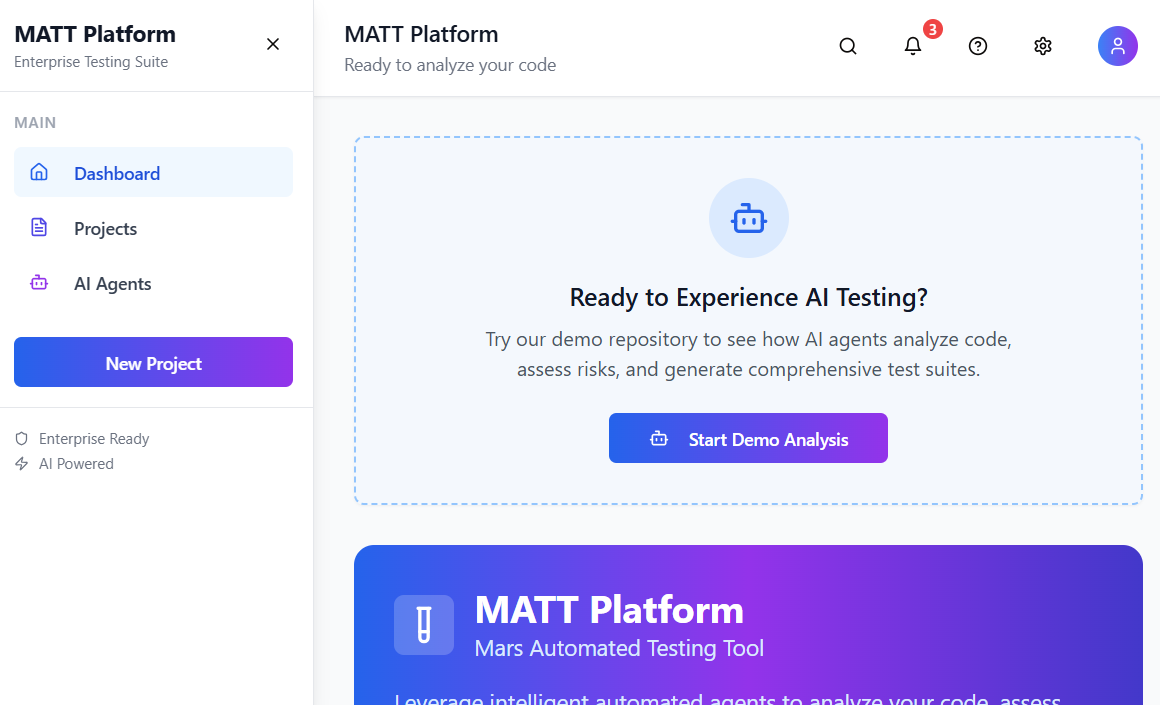 MATT Platform
Enterprise Testing Suite
MAIN
Dashboard
Projects
AI Agents
New Project
Enterprise Ready
AI Powered
MATT Platform
Ready to analyze your code
3
Ready to Experience AI Testing?
Try our demo repository to see how AI agents analyze code,
assess risks, and generate comprehensive test suites.
Start Demo Analysis
MATT Platform
Mars Automated Testing Tool
Leverage intelligent automated agents to analyze your code, assess